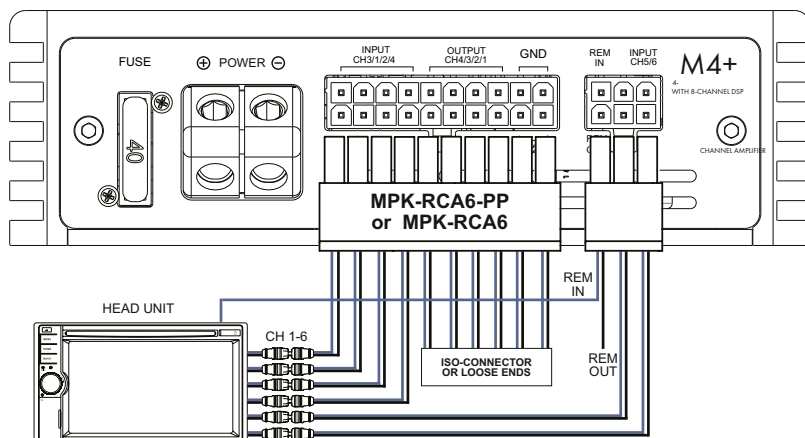 FUSE
POWER
INPUT
CH3/1/2/4
OUTPUT
CH4/3/2/1
GND
REM
IN
INPUT
CH5/6
M4+
4-
WITH 8-CHANNEL DSP
CHANNEL AMPLIFIER
40
MPK-RCA6-PP
or MPK-RCA6
REM
IN
HEAD UNIT
CH 1-6
ISO-CONNECTOR
OR LOOSE ENDS
REM
OUT